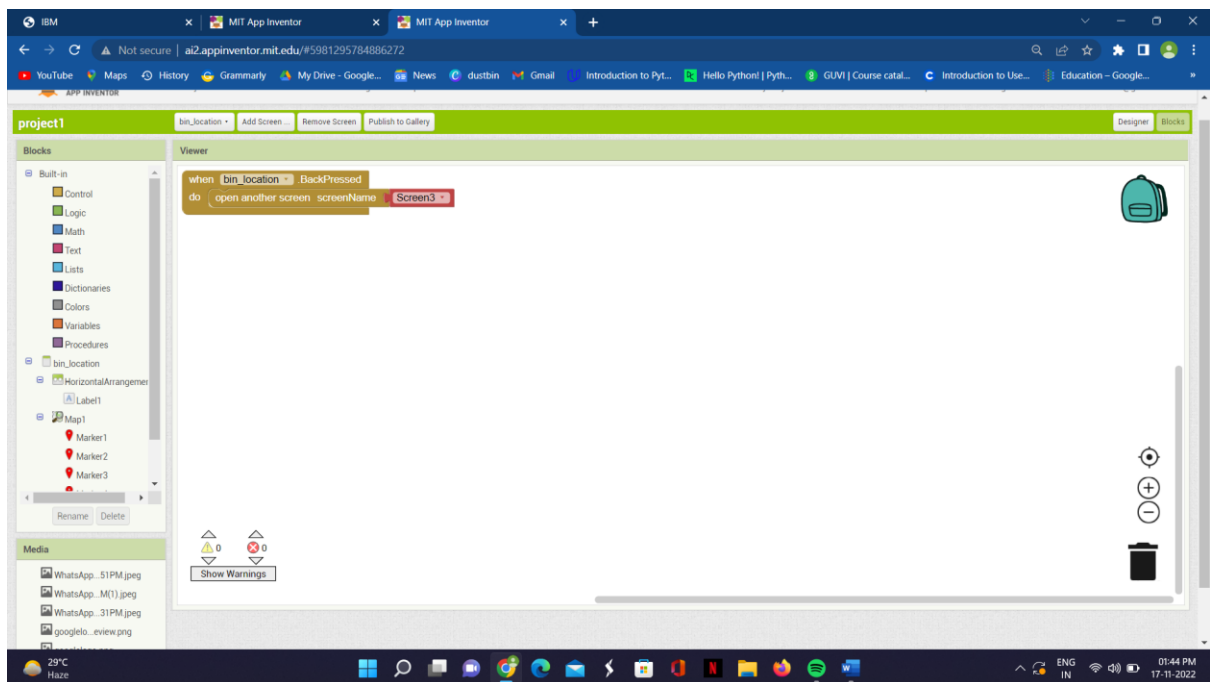 IBM
MIT App Inventor
MIT App Inventor
Not secure | ai2.appinventor.mit.edu/#5981295784886272
YouTube Maps History Grammarly My Drive - Google... News dustbin Gmail Introduction to Pyt... Hello Python! | Pyth... GUVI | Course catal... Introduction to Use... Education – Google... »
APP INVENTOR
project1 bin_location Add Screen ... Remove Screen Publish to Gallery Designer Blocks
Blocks
Viewer
Built-in
Control
Logic
Math
Text
Lists
Dictionaries
Colors
Variables
Procedures
bin_location
HorizontalArrangemer
A Label1
Map1
Marker1
Marker2
Marker3
Rename Delete
when bin_location .BackPressed
do open another screen screenName Screen3
0 0
Show Warnings
Media
WhatsApp...51PM.jpeg
WhatsApp...M(1).jpeg
WhatsApp...31PM.jpeg
googlelo...eview.png
29°C
Haze
ENG
IN
01:44 PM
17-11-2022